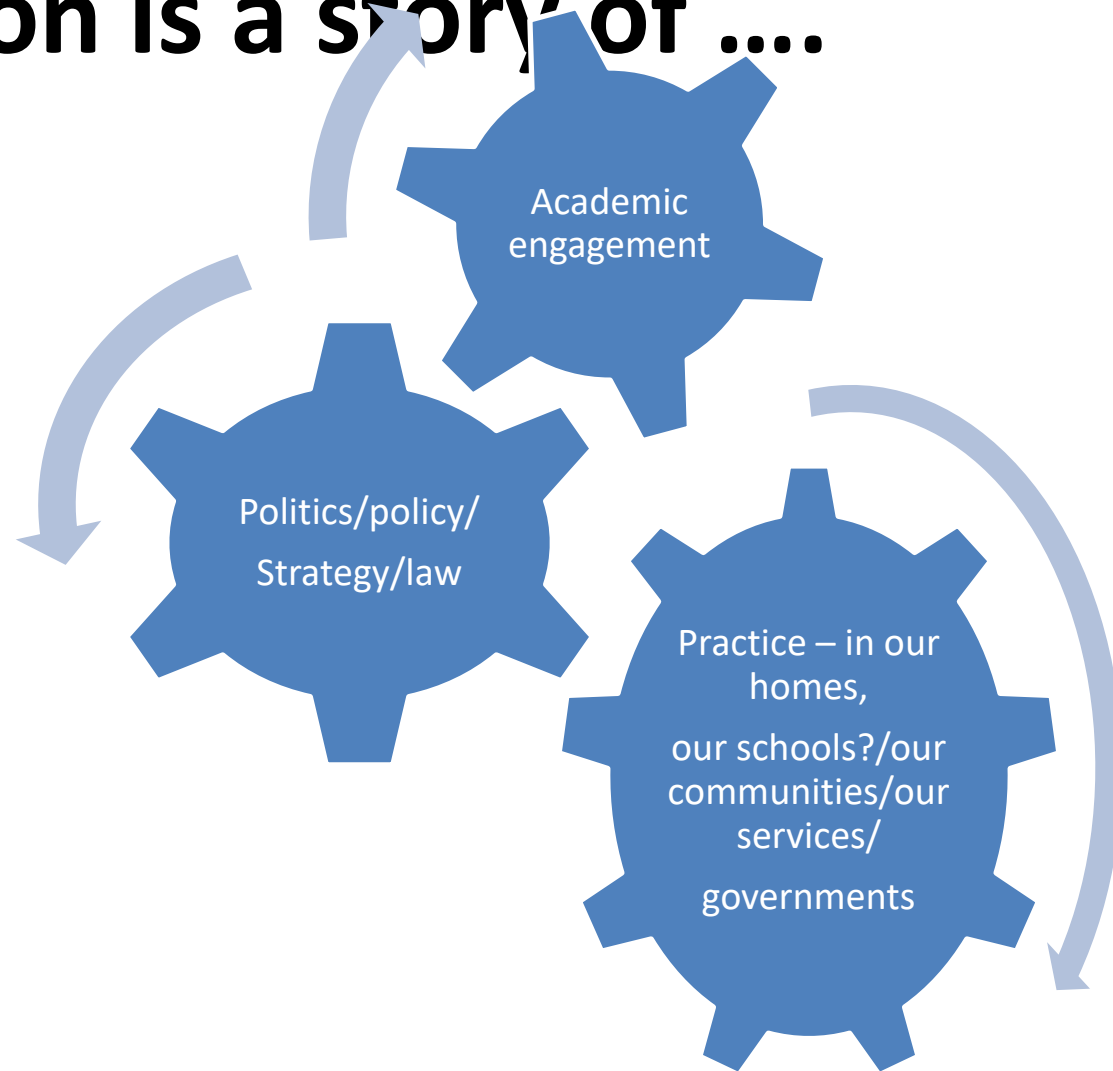 on is a story of ....
Academic
engagement
Politics/policy/
Strategy/law
Practice – in our
homes,
our schools?/our
communities/our
services/
governments